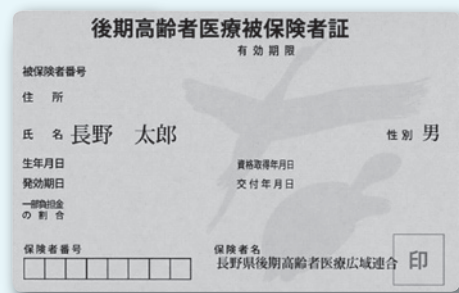 後期高齢者医療被保険者証
有効期限
被保険者番号
住所
氏名 長野 太郎 性別 男
生年月日 資格取得年月日
発効期日 交付年月日
一部負担金
の割合
保険者番号 保険者名
長野県後期高齢者医療広域連合 印